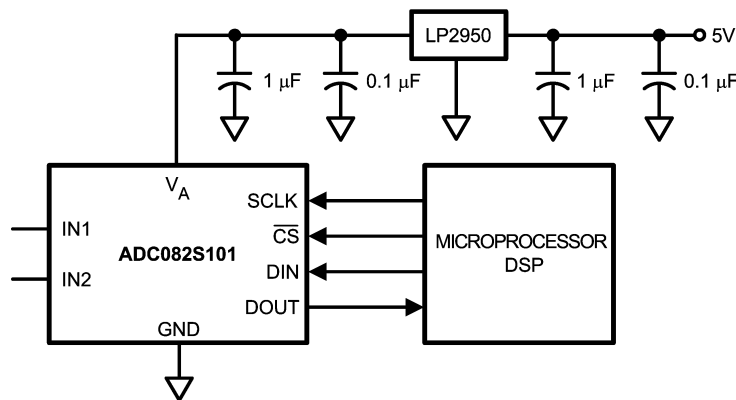 LP2950
5V
1 μF
0.1 μF
1 μF
0.1 μF
VA
SCLK
CS
DIN
DOUT
IN1
IN2
ADC082S101
GND
MICROPROCESSOR
DSP